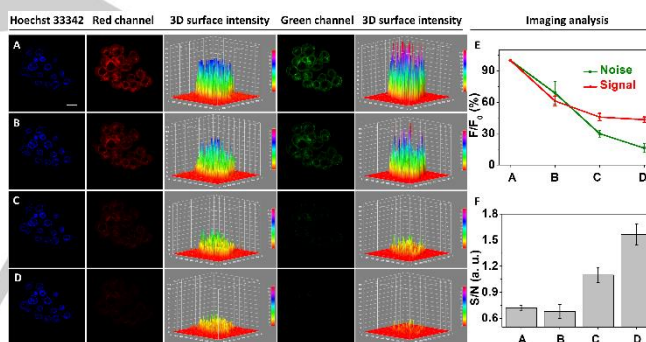 Hoechst 33342 Red channel 3D surface intensity Green channel 3D surface intensity Imaging analysis
A
B
C
D
E
Noise
Signal
F/F0 (%)
90
60
30
0
A B C D
F
S/N (a. u.)
1.8
1.5
1.2
0.9
0.6
A B C D